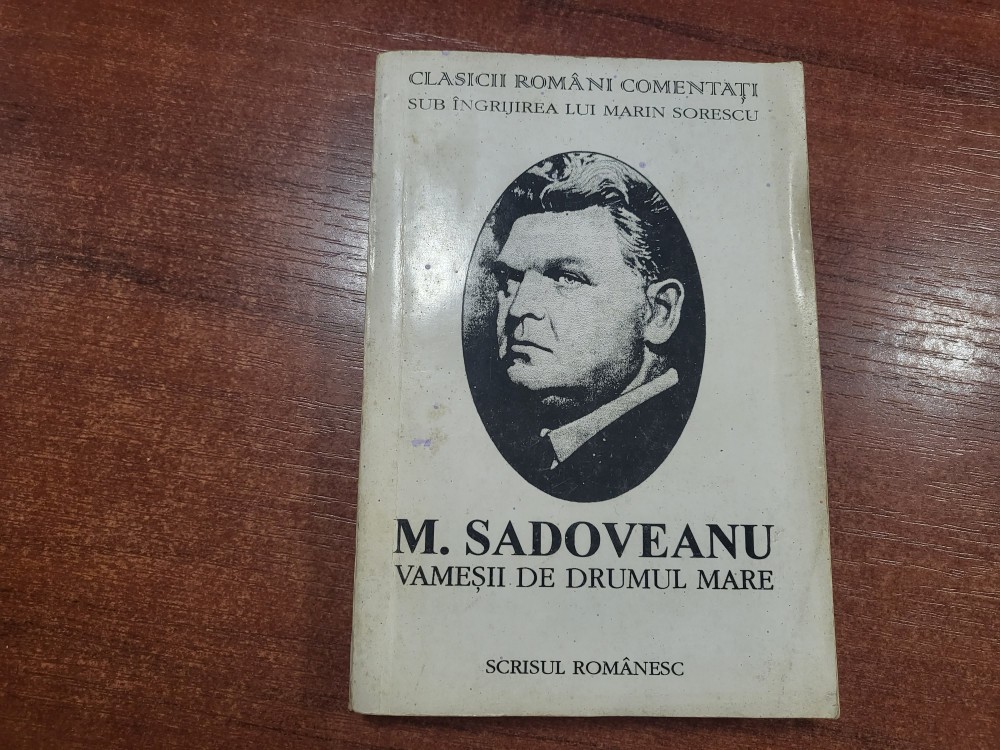 CLASICII ROMÂNI COMENTAȚI
SUB ÎNGRIJIREA LUI MARIN SORESCU
M. SADOVEANU
VAMEȘII DE DRUMUL MARE
SCRISUL ROMÂNESC